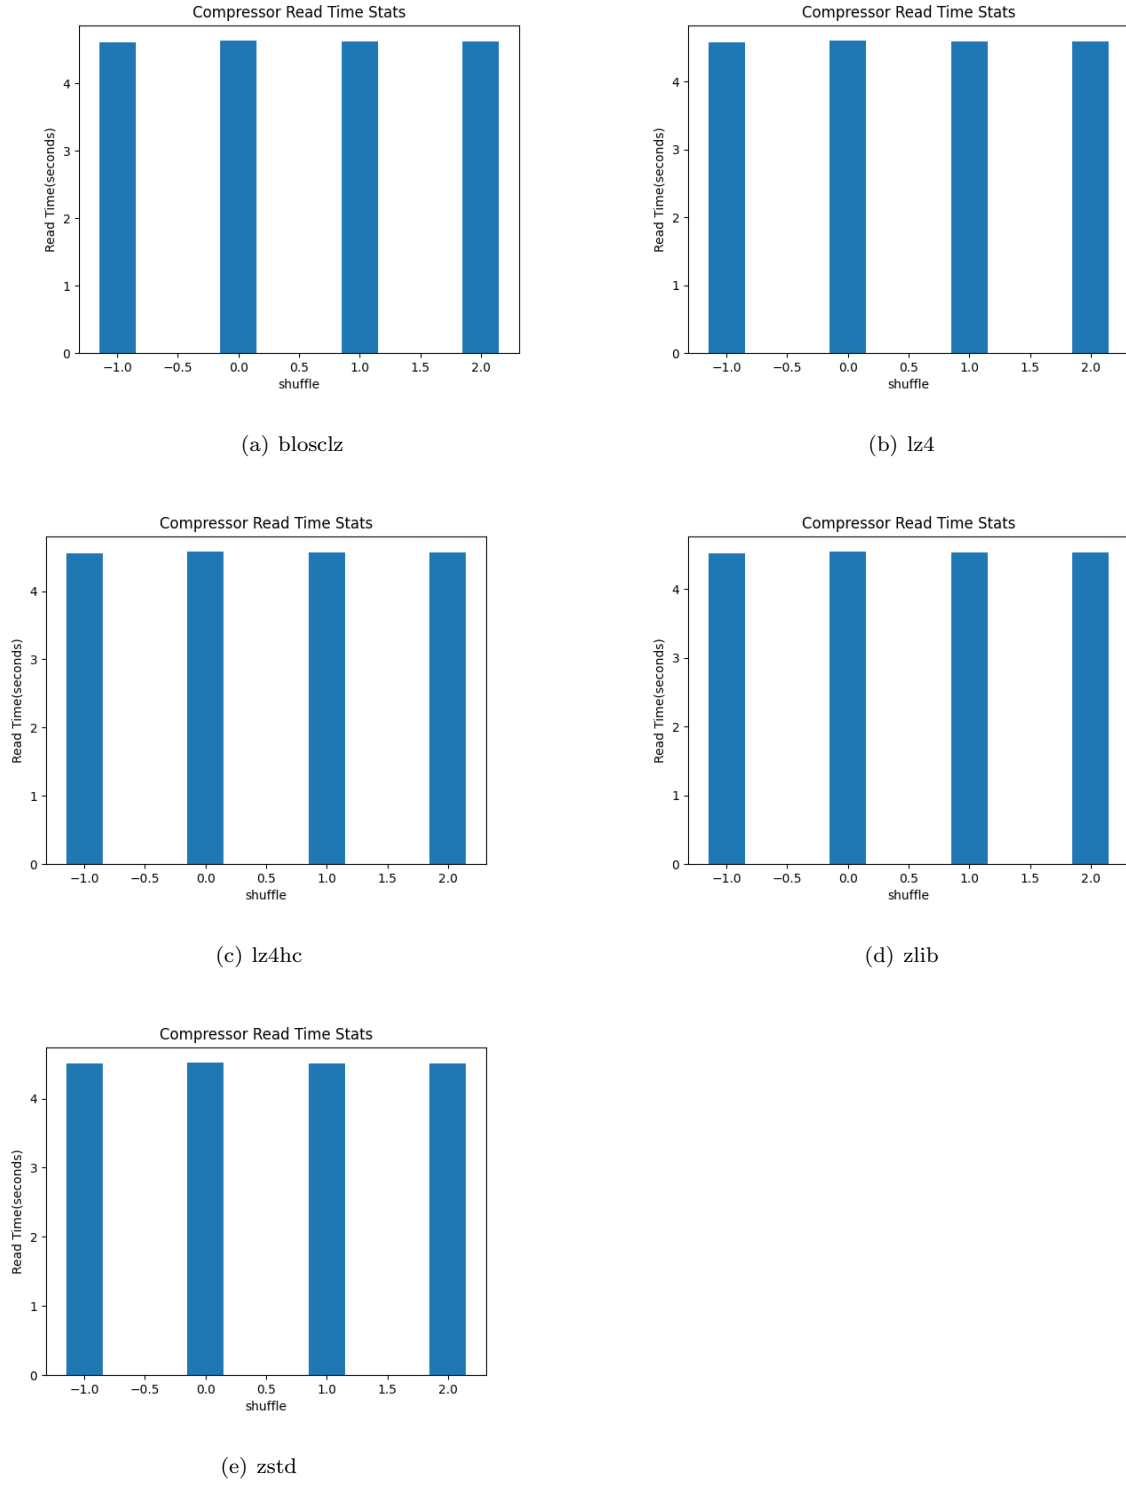 Compressor Read Time Stats
Read Time(seconds)
4
3
2
1
0
−1.0 −0.5 0.0 0.5 1.0 1.5 2.0
shuffle
(a) blosclz
Compressor Read Time Stats
Read Time(seconds)
4
3
2
1
0
−1.0 −0.5 0.0 0.5 1.0 1.5 2.0
shuffle
(b) lz4
Compressor Read Time Stats
Read Time(seconds)
4
3
2
1
0
−1.0 −0.5 0.0 0.5 1.0 1.5 2.0
shuffle
(c) lz4hc
Compressor Read Time Stats
Read Time(seconds)
4
3
2
1
0
−1.0 −0.5 0.0 0.5 1.0 1.5 2.0
shuffle
(d) zlib
Compressor Read Time Stats
Read Time(seconds)
4
3
2
1
0
−1.0 −0.5 0.0 0.5 1.0 1.5 2.0
shuffle
(e) zstd